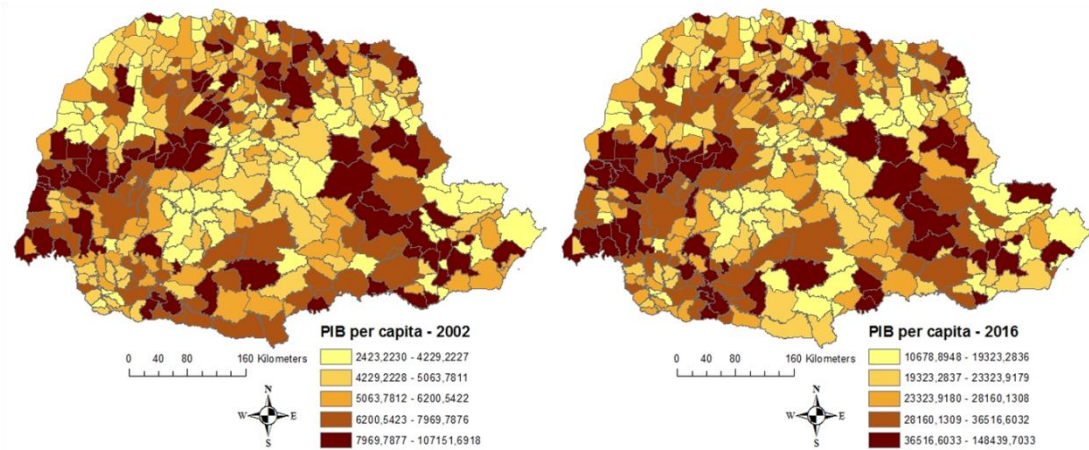 PIB per capita - 2002
0 40 80 160 Kilometers
2423,2230 - 4229,2227
4229,2228 - 5063,7811
5063,7812 - 6200,5422
6200,5423 - 7969,7876
7969,7877 - 107151,6918
N
W E
S
PIB per capita - 2016
0 40 80 160 Kilometers
10678,8948 - 19323,2836
19323,2837 - 23323,9179
23323,9180 - 28160,1308
28160,1309 - 36516,6032
36516,6033 - 148439,7033
N
W E
S